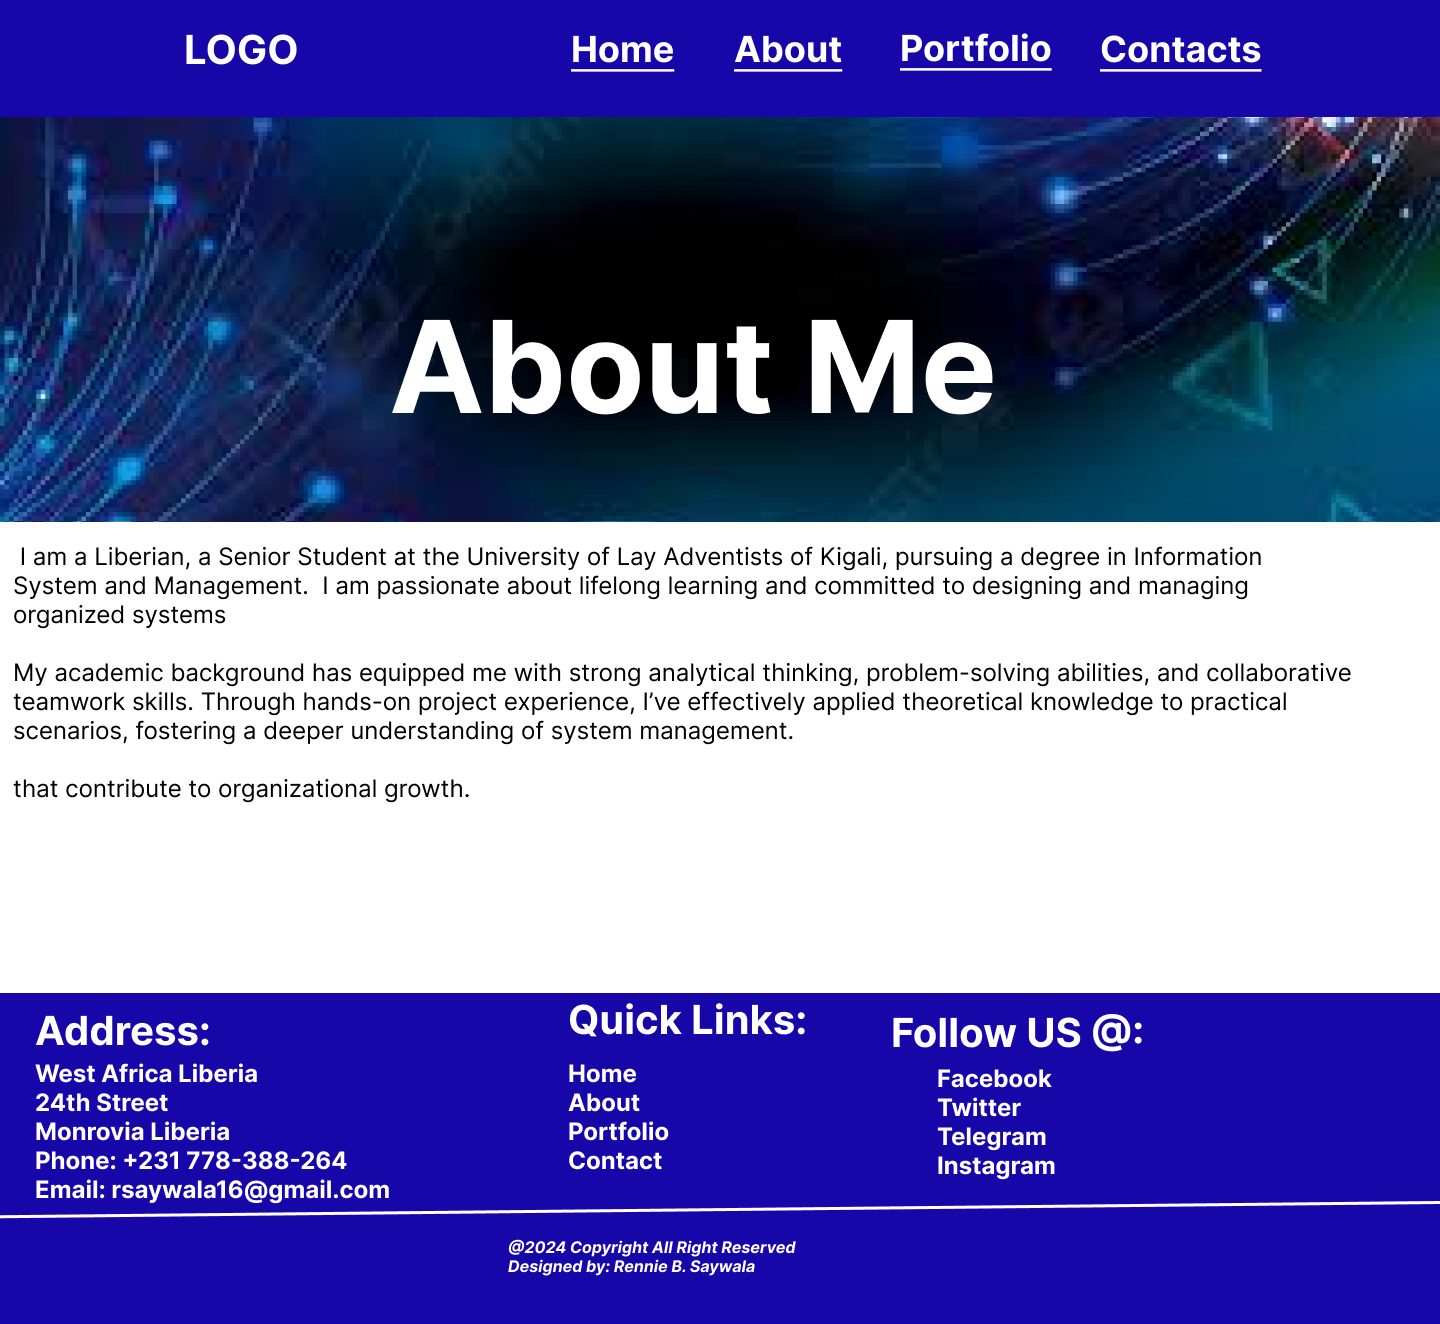 LOGO
Home About Portfolio Contacts
About Me
I am a Liberian, a Senior Student at the University of Lay Adventists of Kigali, pursuing a degree in Information
System and Management.  I am passionate about lifelong learning and committed to designing and managing
organized systems
My academic background has equipped me with strong analytical thinking, problem-solving abilities, and collaborative
teamwork skills. Through hands-on project experience, I’ve effectively applied theoretical knowledge to practical
scenarios, fostering a deeper understanding of system management.
that contribute to organizational growth.
Address:
West Africa Liberia
24th Street
Monrovia Liberia
Phone: +231 778-388-264
Email: rsaywala16@gmail.com
Quick Links:
Home
About
Portfolio
Contact
Follow US @:
Facebook
Twitter
Telegram
Instagram
@2024 Copyright All Right Reserved
Designed by: Rennie B. Saywala